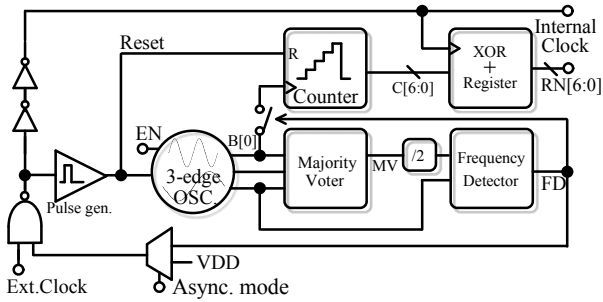 Internal
Clock
Reset
R
Counter
C[6:0]
XOR
+
Register
RN[6:0]
EN
B[0]
3-edge
OSC.
Pulse gen.
Majority
Voter
MV
/2
Frequency
Detector
FD
VDD
Ext.Clock
Async. mode